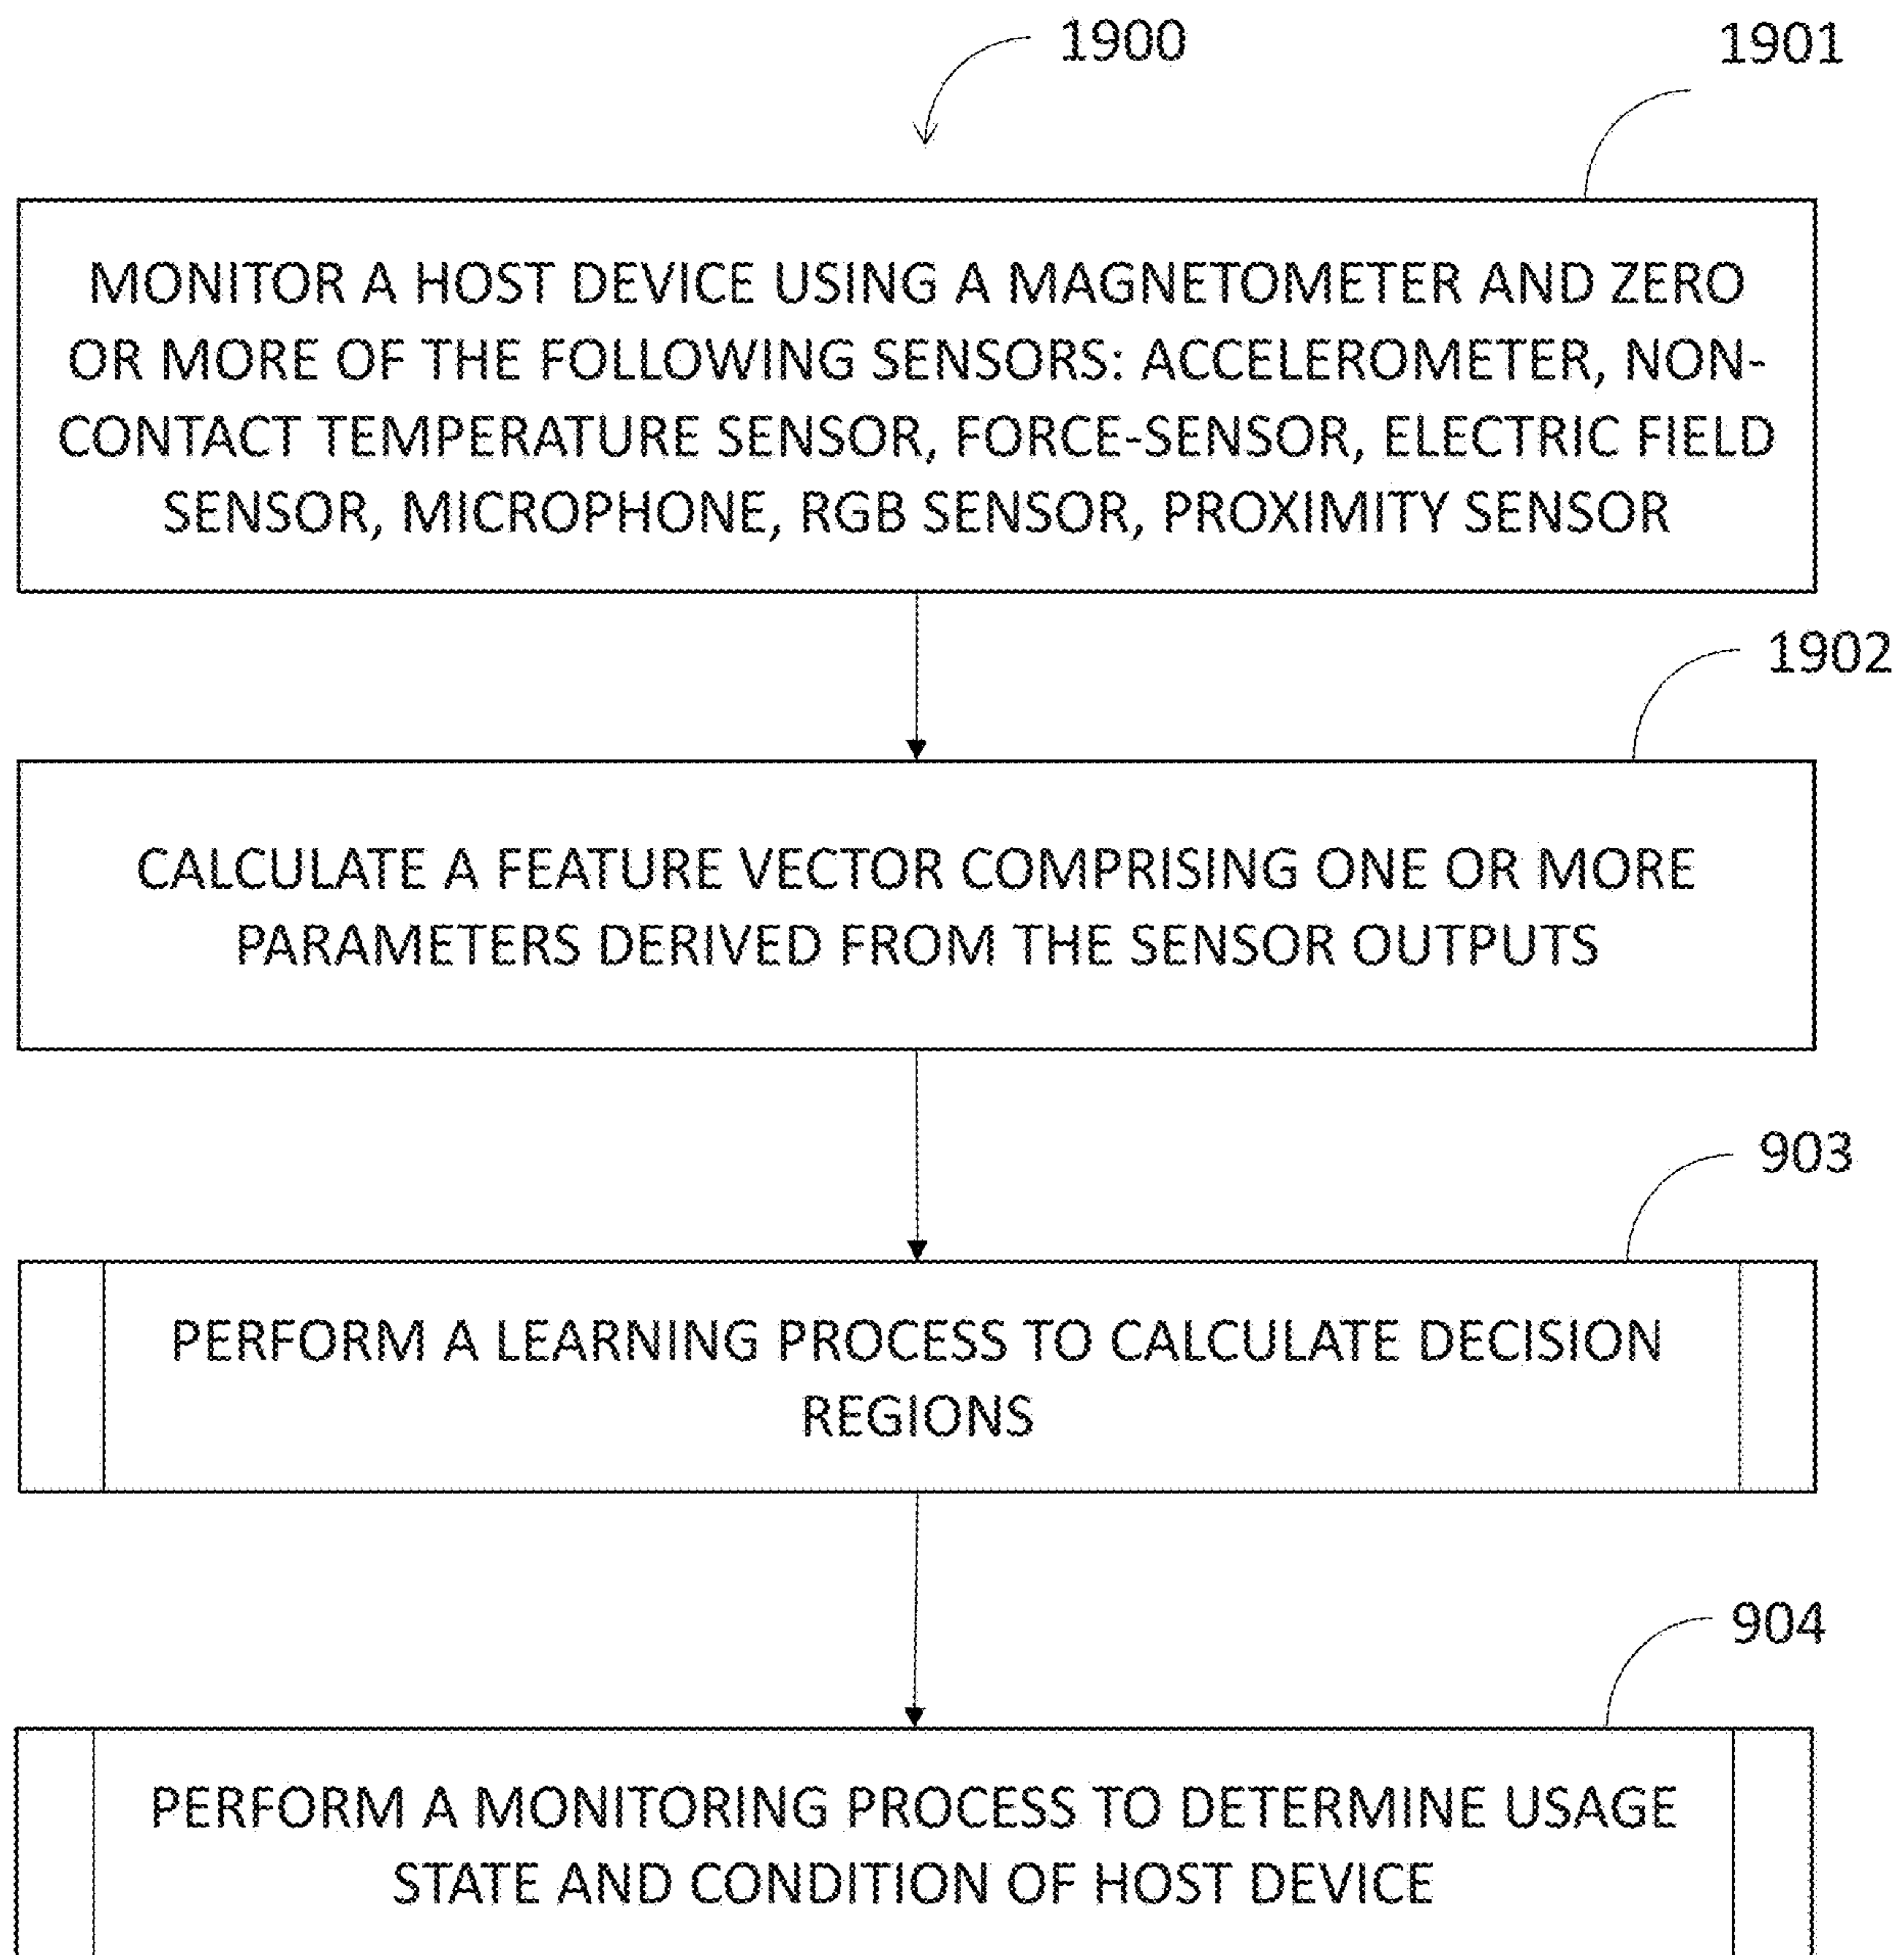 1900
1901
MONITOR A HOST DEVICE USING A MAGNETOMETER AND ZERO
OR MORE OF THE FOLLOWING SENSORS: ACCELEROMETER, NON-
CONTACT TEMPERATURE SENSOR, FORCE-SENSOR, ELECTRIC FIELD
SENSOR, MICROPHONE, RGB SENSOR, PROXIMITY SENSOR
1902
CALCULATE A FEATURE VECTOR COMPRISING ONE OR MORE
PARAMETERS DERIVED FROM THE SENSOR OUTPUTS
903
PERFORM A LEARNING PROCESS TO CALCULATE DECISION
REGIONS
904
PERFORM A MONITORING PROCESS TO DETERMINE USAGE
STATE AND CONDITION OF HOST DEVICE